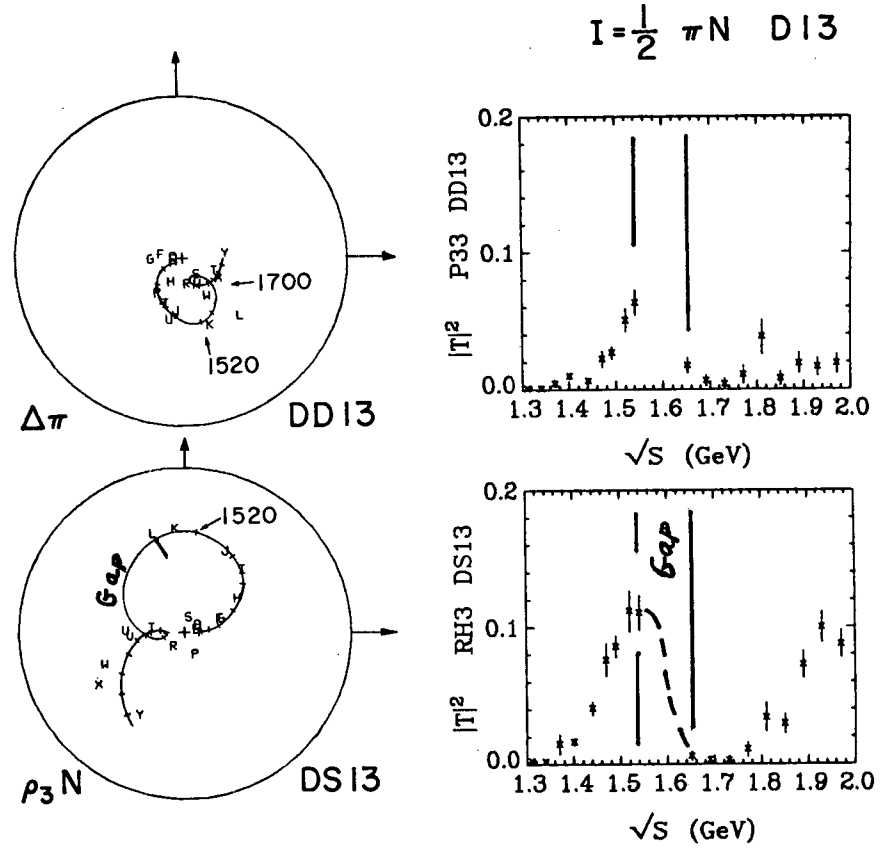 I = 1/2 πN D13
1700
1520
Δπ
DD13
|T|² P33 DD13
0.2
0.1
0.0
1.3 1.4 1.5 1.6 1.7 1.8 1.9 2.0
√S (GeV)
1520
Gap
ρ₃N
DS13
|T|² RH3 DS13
0.2
0.1
0.0
Gap
1.3 1.4 1.5 1.6 1.7 1.8 1.9 2.0
√S (GeV)